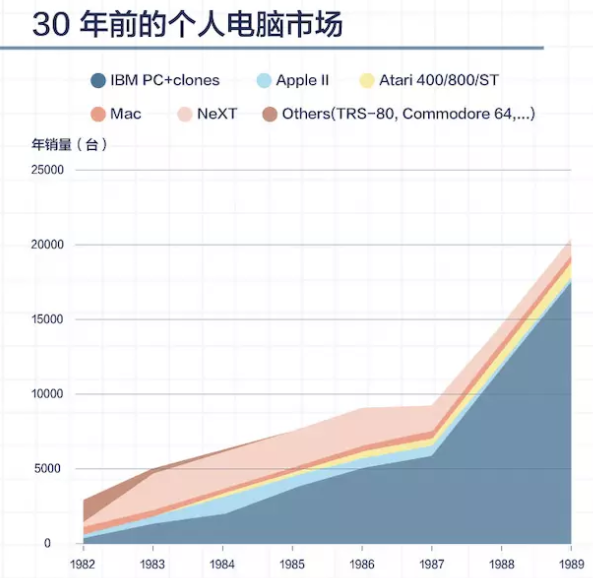 30 年前的个人电脑市场
IBM PC+clones Apple II Atari 400/800/ST
Mac NeXT Others(TRS-80, Commodore 64,...)
年销量（台）
25000
20000
15000
10000
5000
0
1982 1983 1984 1985 1986 1987 1988 1989